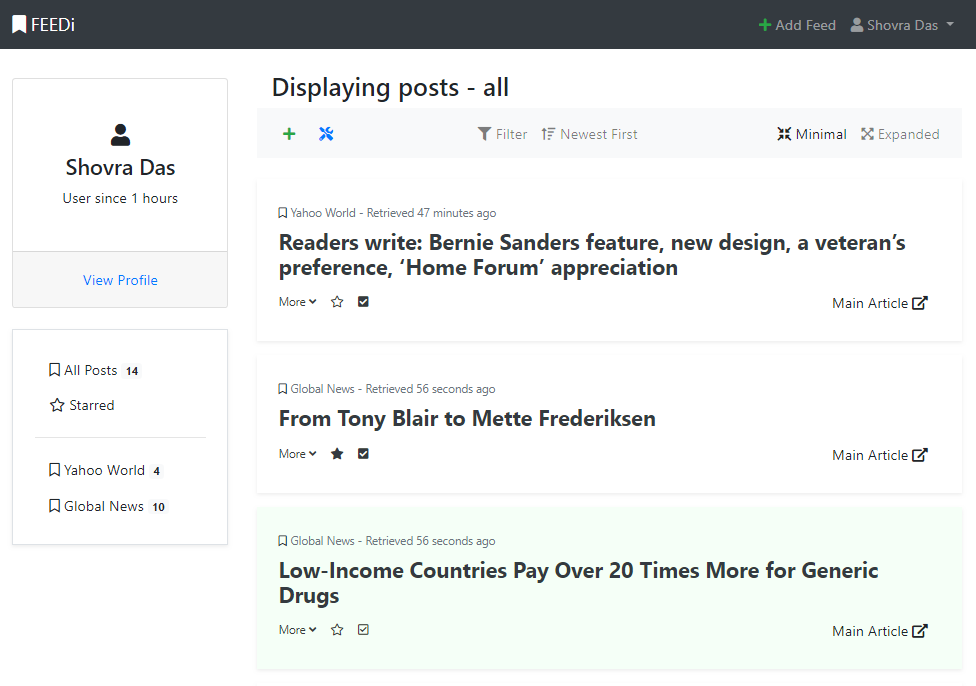 FEEDi
Add Feed Shovra Das
Shovra Das
User since 1 hours
View Profile
All Posts 14
Starred
Yahoo World 4
Global News 10
Displaying posts - all
Filter Newest First Minimal Expanded
Yahoo World - Retrieved 47 minutes ago
Readers write: Bernie Sanders feature, new design, a veteran’s
preference, ‘Home Forum’ appreciation
More Main Article
Global News - Retrieved 56 seconds ago
From Tony Blair to Mette Frederiksen
More Main Article
Global News - Retrieved 56 seconds ago
Low-Income Countries Pay Over 20 Times More for Generic
Drugs
More Main Article